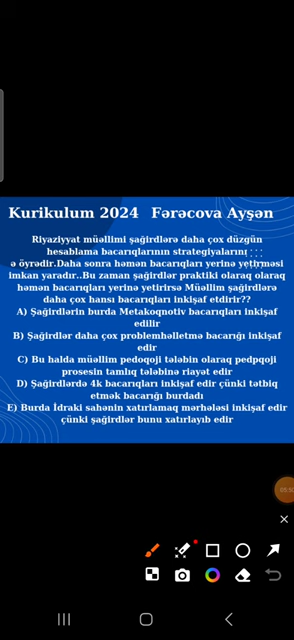 Kurikulum 2024 Fərəcova Ayşən
Riyaziyyat müəllimi şagirdlərə daha çox düzgün
hesablama bacarıqlarının strategiyalarını
ə öyrədir.Daha sonra həmən bacarıqları yerinə yetirməsi
imkan yaradır..Bu zaman şagirdlər praktiki olaraq olaraq
həmən bacarıqları yerinə yetirirsə Müəllim şagirdlərə
daha çox hansı bacarıqları inkişaf etdirir??
A) Şagirdlərin burda Metakoqnotiv bacarıqları inkişaf
edilir
B) Şagirdlər daha çox problemhəlletmə bacarığı inkişaf
edir
C) Bu halda müəllim pedoqoji tələbin olaraq pedpqoji
prosesin tamlıq tələbinə riayət edir
D) Şagirdlərdə 4k bacarıqları inkişaf edir çünki tətbiq
etmək bacarığı burdadı
E) Burda İdraki sahənin xatırlamaq mərhələsi inkişaf edir
çünki şagirdlər bunu xatırlayıb edir